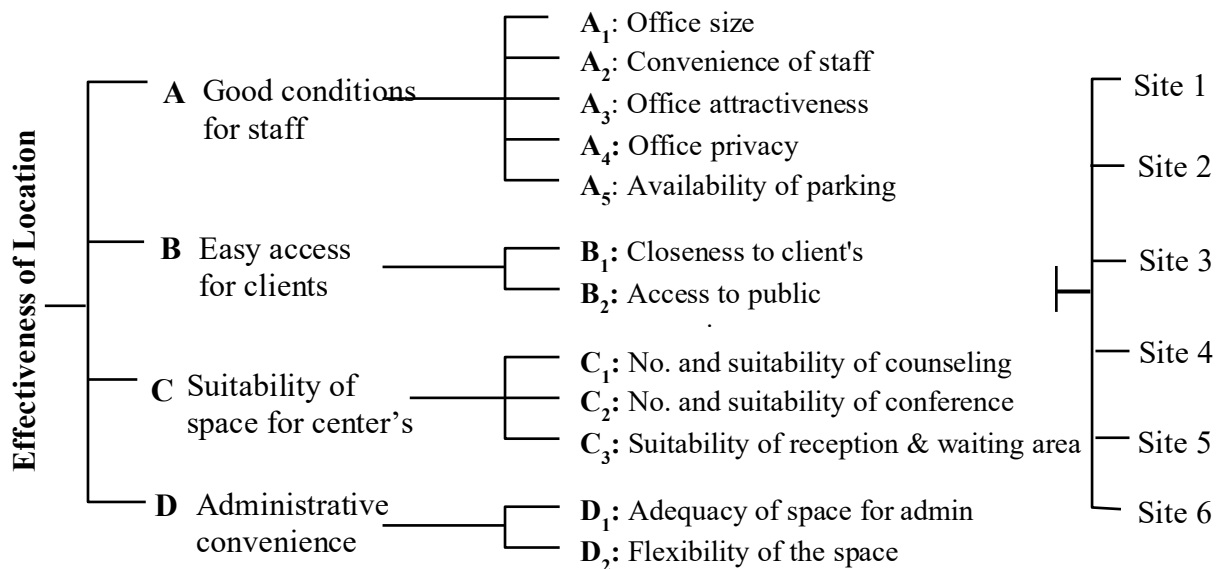 Effectiveness of Location
A Good conditions
for staff
A1: Office size
A2: Convenience of staff
A3: Office attractiveness
A4: Office privacy
A5: Availability of parking
B Easy access
for clients
B1: Closeness to client's
B2: Access to public
.
C Suitability of
space for center’s
C1: No. and suitability of counseling
C2: No. and suitability of conference
C3: Suitability of reception & waiting area
D Administrative
convenience
D1: Adequacy of space for admin
D2: Flexibility of the space
Site 1
Site 2
Site 3
Site 4
Site 5
Site 6